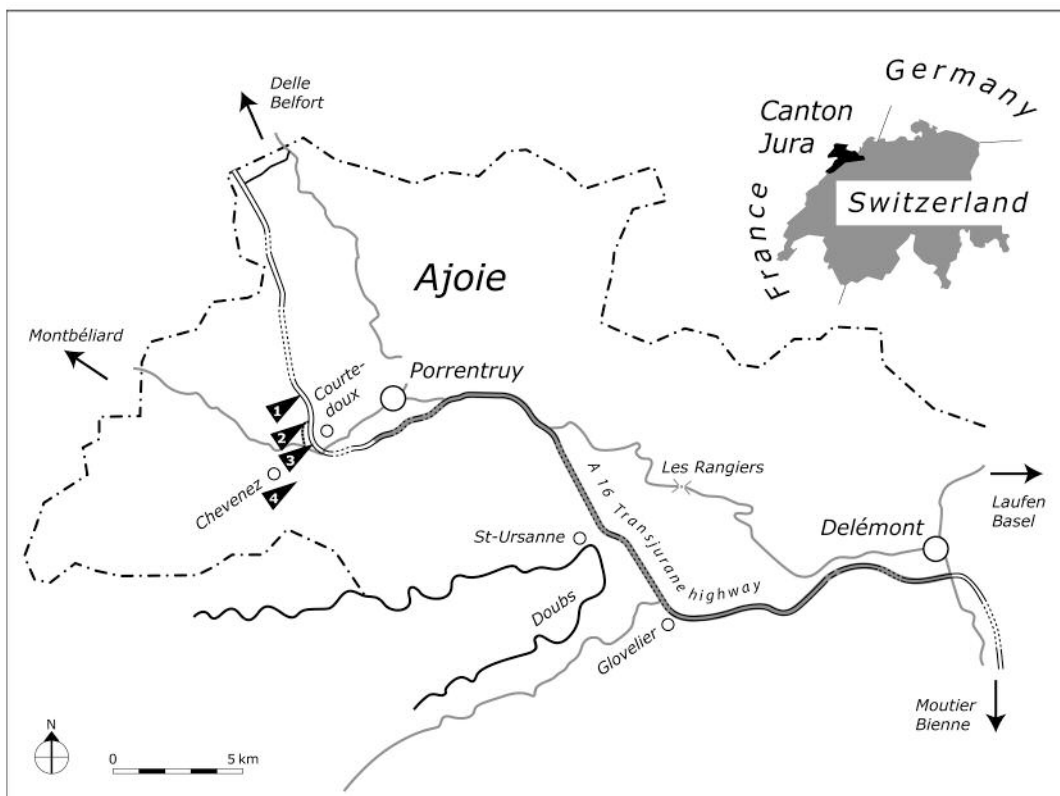 Delle
Belfort
Germany
Canton
Jura
Switzerland
France
Ajoie
Montbéliard
Courte-
doux
Porrentruy
1
2
3
4
Chevenez
Les Rangiers
A 16 Transjurane highway
Laufen
Basel
Delémont
St-Ursanne
Doubs
Glovelier
Moutier
Bienne
N
0 5 km